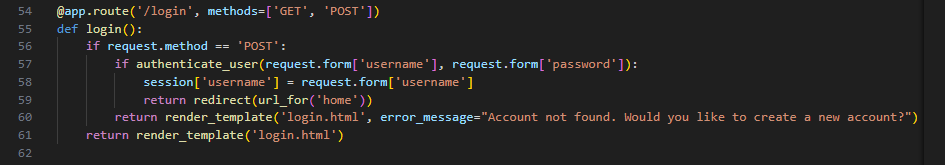 54 @app.route('/login', methods=['GET', 'POST'])
55 def login():
56     if request.method == 'POST':
57         if authenticate_user(request.form['username'], request.form['password']):
58             session['username'] = request.form['username']
59             return redirect(url_for('home'))
60         return render_template('login.html', error_message="Account not found. Would you like to create a new account?")
61     return render_template('login.html')
62